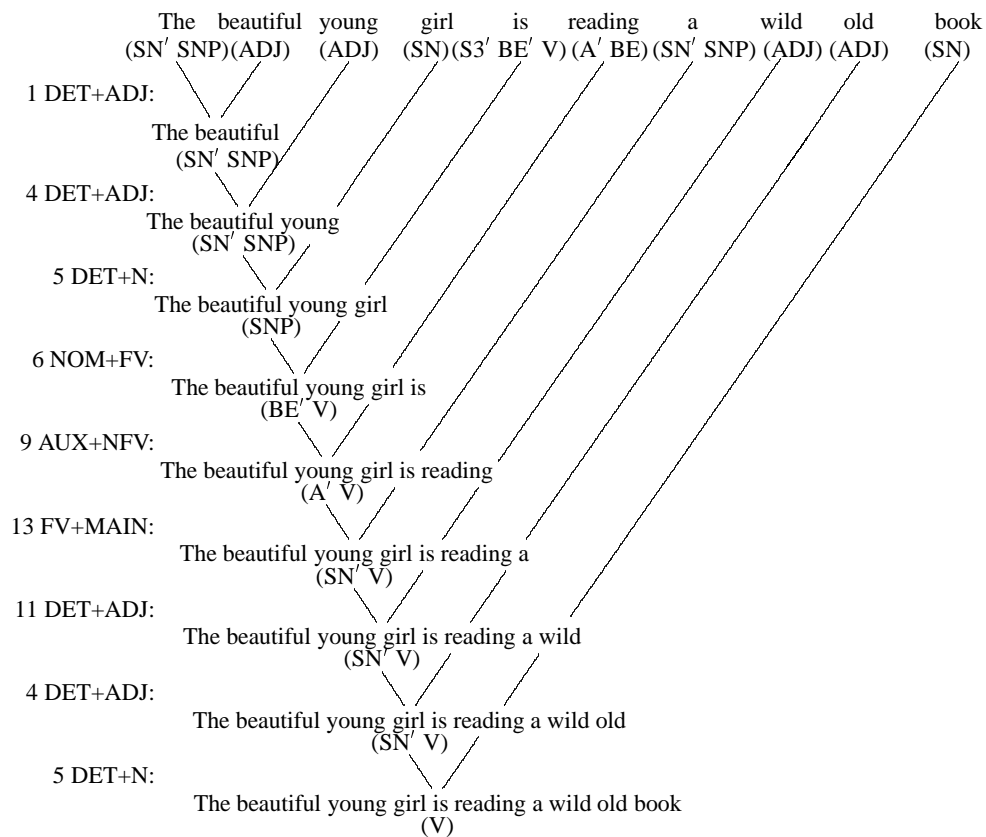 The beautiful young girl is reading a wild old book
(SN′ SNP) (ADJ) (ADJ) (SN) (S3′ BE′ V) (A′ BE) (SN′ SNP) (ADJ) (ADJ) (SN)
1 DET+ADJ:
The beautiful
(SN′ SNP)
4 DET+ADJ:
The beautiful young
(SN′ SNP)
5 DET+N:
The beautiful young girl
(SNP)
6 NOM+FV:
The beautiful young girl is
(BE′ V)
9 AUX+NFV:
The beautiful young girl is reading
(A′ V)
13 FV+MAIN:
The beautiful young girl is reading a
(SN′ V)
11 DET+ADJ:
The beautiful young girl is reading a wild
(SN′ V)
4 DET+ADJ:
The beautiful young girl is reading a wild old
(SN′ V)
5 DET+N:
The beautiful young girl is reading a wild old book
(V)